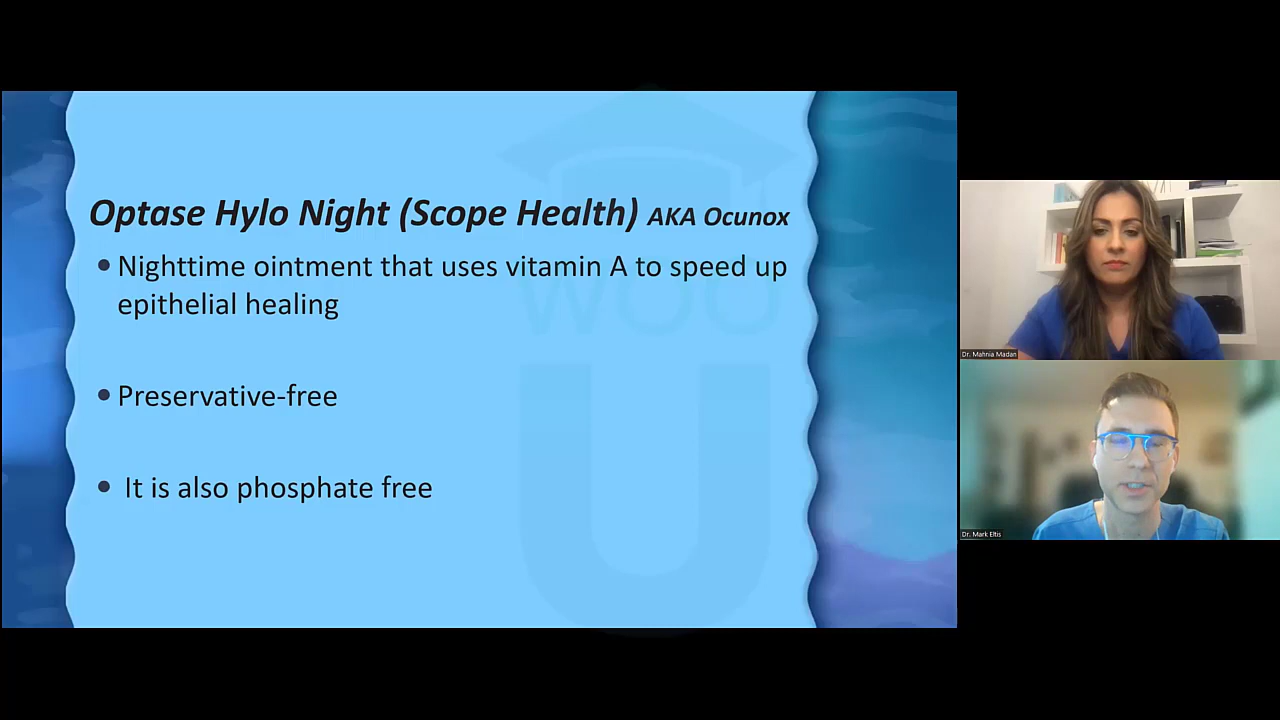 Optase Hylo Night (Scope Health) AKA Ocunox
• Nighttime ointment that uses vitamin A to speed up
epithelial healing
• Preservative-free
• It is also phosphate free
WOO
U
Dr. Mahnia Madan
Dr. Mark Eltis